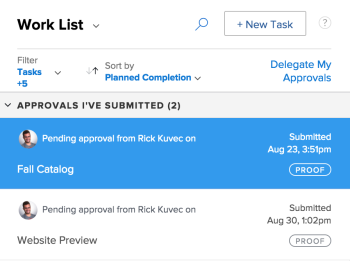 Work List
+ New Task
?
Filter
Tasks
+5
Sort by
Planned Completion
Delegate My
Approvals
APPROVALS I'VE SUBMITTED (2)
Pending approval from Rick Kuvec on
Submitted
Aug 23, 3:51pm
Fall Catalog
PROOF
Pending approval from Rick Kuvec on
Submitted
Aug 30, 1:02pm
Website Preview
PROOF